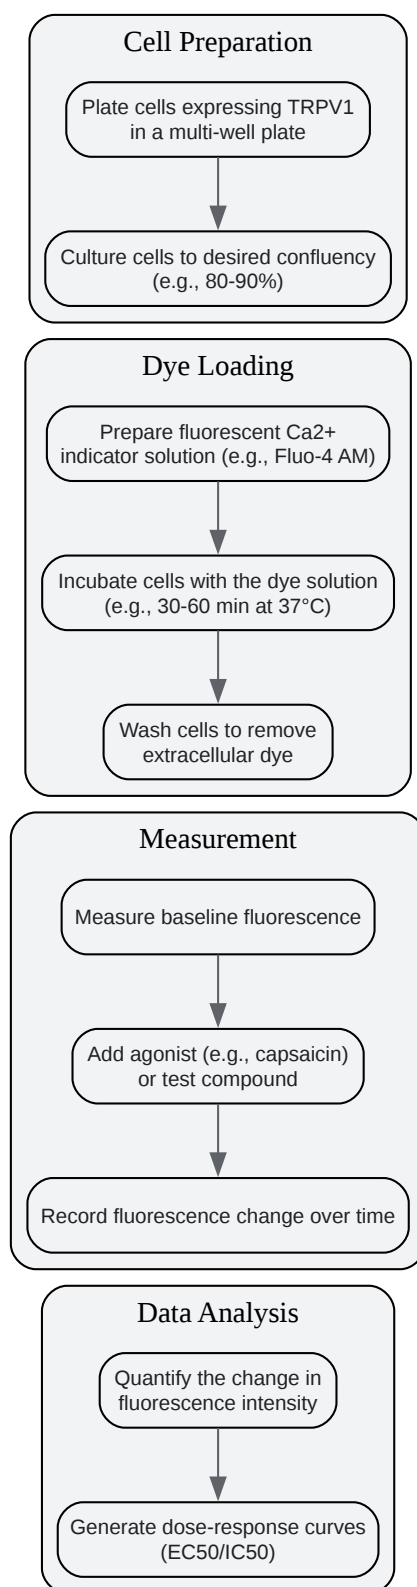 Cell Preparation
Plate cells expressing TRPV1
in a multi-well plate
Culture cells to desired confluency
(e.g., 80-90%)
Dye Loading
Prepare fluorescent Ca2+
indicator solution (e.g., Fluo-4 AM)
Incubate cells with the dye solution
(e.g., 30-60 min at 37°C)
Wash cells to remove
extracellular dye
Measurement
Measure baseline fluorescence
Add agonist (e.g., capsaicin)
or test compound
Record fluorescence change over time
Data Analysis
Quantify the change in
fluorescence intensity
Generate dose-response curves
(EC50/IC50)